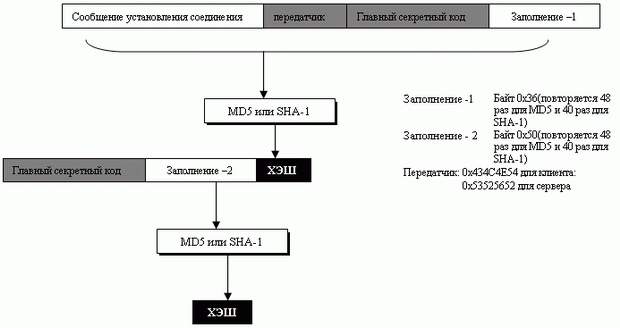 Сообщение установления соединения передатчик Главный секретный код Заполнение –1
MD5 или SHA-1
Заполнение -1 Байт 0x36(повторяется 48
раз для MD5 и 40 раз для
SHA-1)
Заполнение - 2 Байт 0x50(повторяется 48
раз для MD5 и 40 раз для
SHA-1)
Передатчик: 0x434C4E54 для клиента:
0x53525652 для сервера
Главный секретный код Заполнение –2 ХЭШ
MD5 или SHA-1
ХЭШ